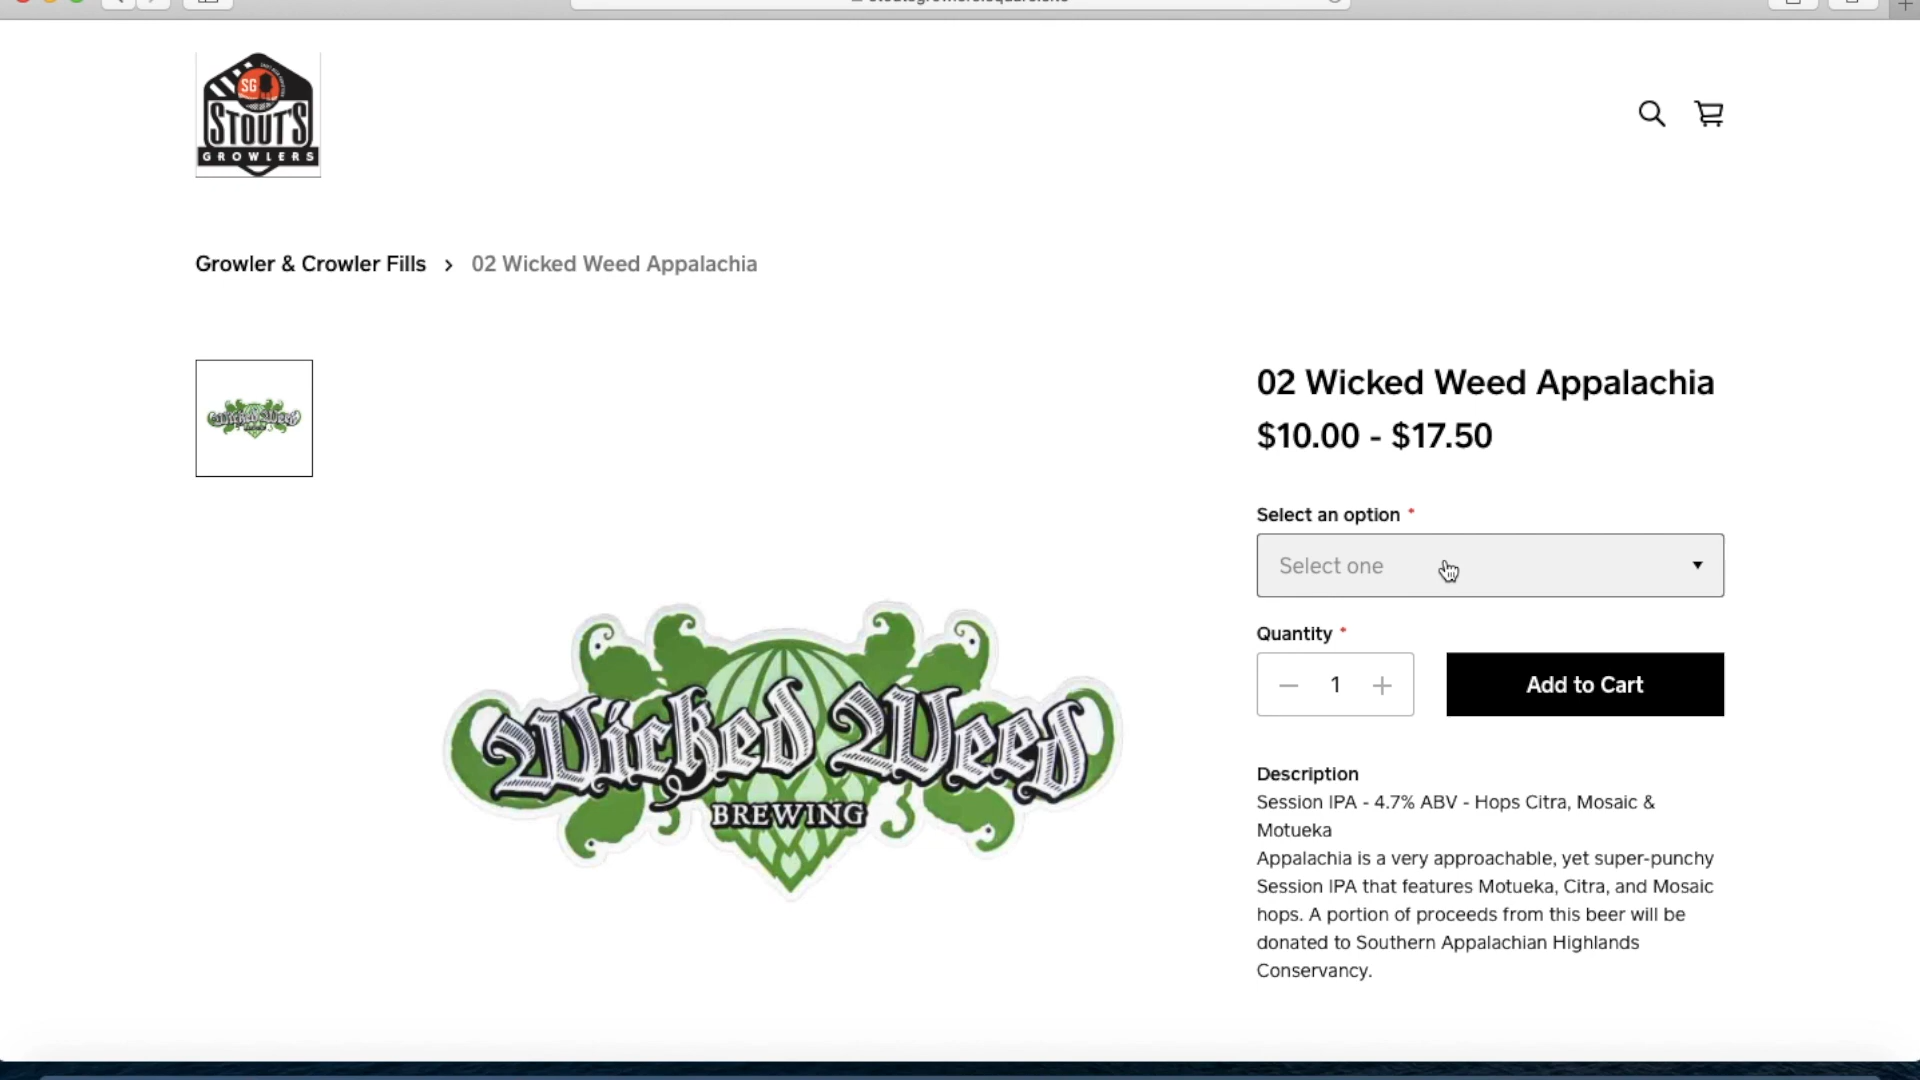 SG
STOUT'S
GROWLERS
Growler & Crowler Fills > 02 Wicked Weed Appalachia
Wicked Weed
BREWING
02 Wicked Weed Appalachia
$10.00 - $17.50
Select an option *
Select one
Quantity *
1
Add to Cart
Description
Session IPA - 4.7% ABV - Hops Citra, Mosaic &
Motueka
Appalachia is a very approachable, yet super-punchy
Session IPA that features Motueka, Citra, and Mosaic
hops. A portion of proceeds from this beer will be
donated to Southern Appalachian Highlands
Conservancy.
Wicked Weed
BREWING